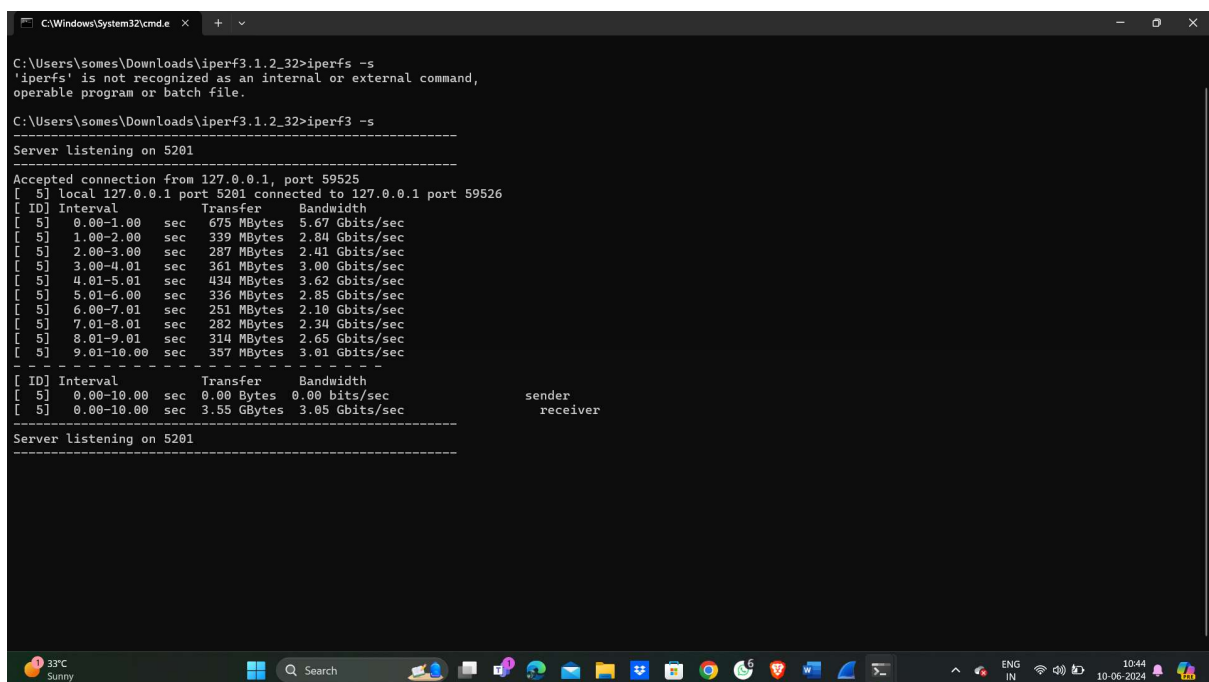 C:\Windows\System32\cmd.e
C:\Users\somes\Downloads\iperf3.1.2_32>iperfs -s
'iperfs' is not recognized as an internal or external command,
operable program or batch file.
C:\Users\somes\Downloads\iperf3.1.2_32>iperf3 -s
-----------------------------------------------------------
Server listening on 5201
-----------------------------------------------------------
Accepted connection from 127.0.0.1, port 59525
[  5] local 127.0.0.1 port 5201 connected to 127.0.0.1 port 59526
[ ID] Interval           Transfer     Bandwidth
[  5]   0.00-1.00   sec   675 MBytes  5.67 Gbits/sec
[  5]   1.00-2.00   sec   339 MBytes  2.84 Gbits/sec
[  5]   2.00-3.00   sec   287 MBytes  2.41 Gbits/sec
[  5]   3.00-4.01   sec   361 MBytes  3.00 Gbits/sec
[  5]   4.01-5.01   sec   434 MBytes  3.62 Gbits/sec
[  5]   5.01-6.00   sec   336 MBytes  2.85 Gbits/sec
[  5]   6.00-7.01   sec   251 MBytes  2.10 Gbits/sec
[  5]   7.01-8.01   sec   282 MBytes  2.34 Gbits/sec
[  5]   8.01-9.01   sec   314 MBytes  2.65 Gbits/sec
[  5]   9.01-10.00  sec   357 MBytes  3.01 Gbits/sec
- - - - - - - - - - - - - - - - - - - - - - - - -
[ ID] Interval           Transfer     Bandwidth
[  5]   0.00-10.00  sec  0.00 Bytes  0.00 bits/sec                  sender
[  5]   0.00-10.00  sec  3.55 GBytes  3.05 Gbits/sec                  receiver
-----------------------------------------------------------
Server listening on 5201
-----------------------------------------------------------
1
33°C
Sunny
Search
6
ENG
IN
10:44
10-06-2024
PRE